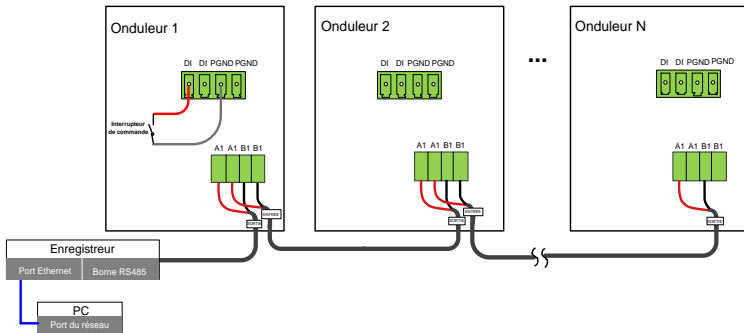 Onduleur 1
DI DI PGND PGND
Interrupteur
de commande
A1 A1 B1 B1
ENTRÉE
SORTIE
Onduleur 2
DI DI PGND PGND
A1 A1 B1 B1
ENTRÉE
SORTIE
...
Onduleur N
DI DI PGND PGND
A1 A1 B1 B1
SORTIE
Enregistreur
Port Ethernet Borne RS485
PC
Port du réseau